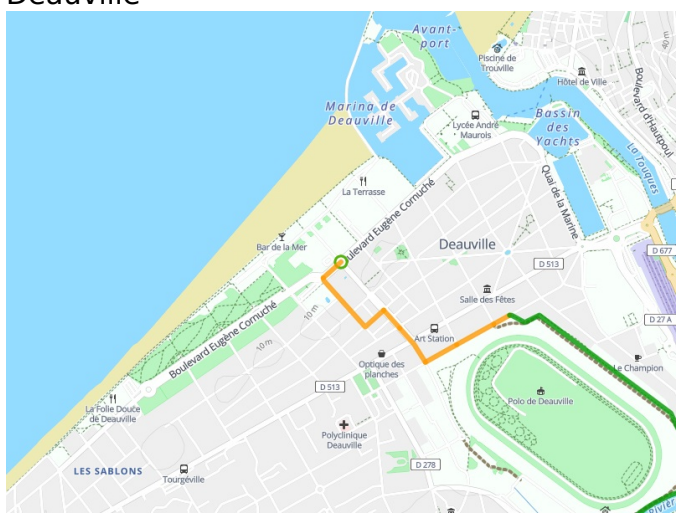 Deauville
Avant-
port
Piscine de
Trouville
Hôtel de Ville
Boulevard d'Hautpoul
Marina de
Deauville
Lycée André
Maurois
Bassin
des
Yachts
La Touques
Quai de la Marine
La Terrasse
Boulevard Eugène Cornuché
Bar de la Mer
Deauville
D 677
D 513
Salle des Fêtes
10 m
10 m
D 27 A
Art Station
Boulevard Eugène Cornuché
Optique des
planches
Le Champion
D 513
Polo de Deauville
La Folie Douce
de Deauville
Polyclinique
Deauville
D 278
LES SABLONS
Tourgéville